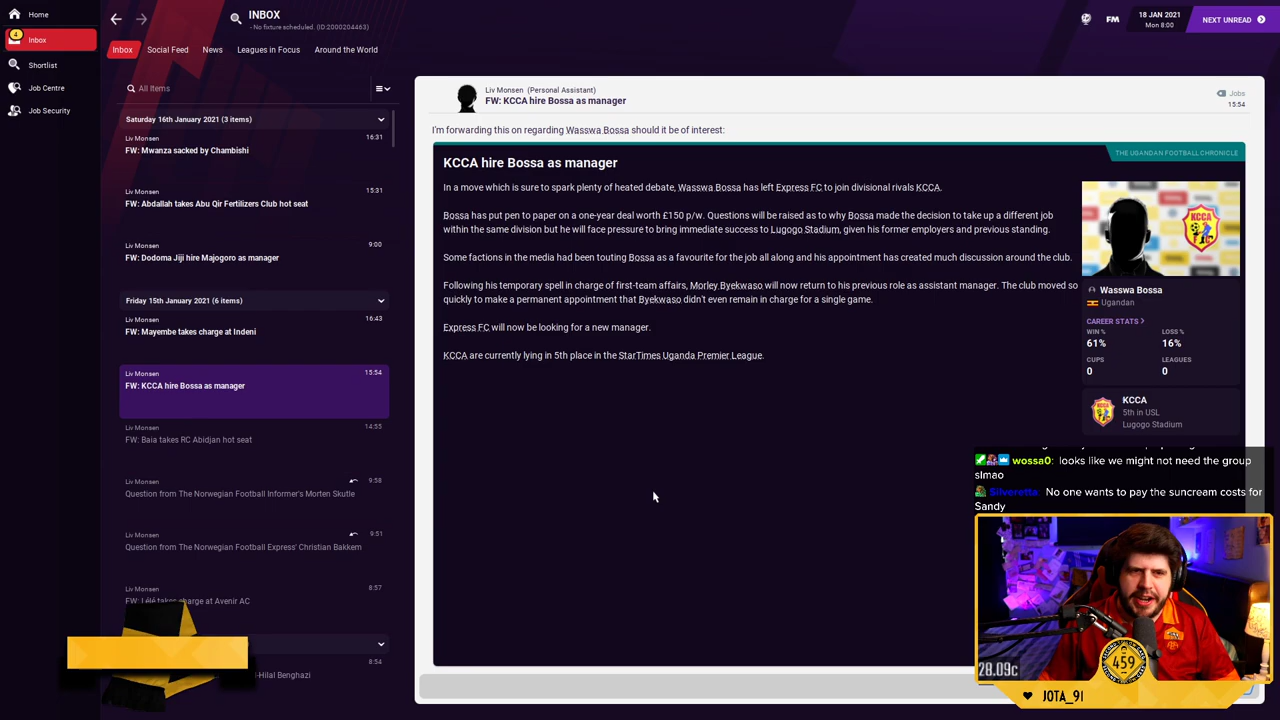 Home
Inbox
4
Shortlist
Job Centre
Job Security
INBOX
- No fixture scheduled. (ID:2000204463)
FM
18 JAN 2021
Mon 8:00
NEXT UNREAD
Inbox
Social Feed
News
Leagues in Focus
Around the World
All Items
Saturday 16th January 2021 (3 items)
Liv Monsen
16:31
FW: Mwanza sacked by Chambishi
Liv Monsen
15:31
FW: Abdallah takes Abu Qir Fertilizers Club hot seat
Liv Monsen
9:00
FW: Dodoma Jiji hire Majogoro as manager
Friday 15th January 2021 (6 items)
Liv Monsen
16:43
FW: Mayembe takes charge at Indeni
Liv Monsen
15:54
FW: KCCA hire Bossa as manager
Liv Monsen
14:55
FW: Baia takes RC Abidjan hot seat
Liv Monsen
9:58
Question from The Norwegian Football Informer's Morten Skutle
Liv Monsen
9:51
Question from The Norwegian Football Express' Christian Bakkem
Liv Monsen
8:57
charge at Avenir AC
8:54
-Hilal Benghazi
Liv Monsen (Personal Assistant)
FW: KCCA hire Bossa as manager
Jobs
15:54
I'm forwarding this on regarding Wasswa Bossa should it be of interest:
THE UGANDAN FOOTBALL CHRONICLE
KCCA hire Bossa as manager
In a move which is sure to spark plenty of heated debate, Wasswa Bossa has left Express FC to join divisional rivals KCCA.
Bossa has put pen to paper on a one-year deal worth £150 p/w. Questions will be raised as to why Bossa made the decision to take up a different job
within the same division but he will face pressure to bring immediate success to Lugogo Stadium, given his former employers and previous standing.
Some factions in the media had been touting Bossa as a favourite for the job all along and his appointment has created much discussion around the club.
Following his temporary spell in charge of first-team affairs, Morley Byekwaso will now return to his previous role as assistant manager. The club moved so
quickly to make a permanent appointment that Byekwaso didn't even remain in charge for a single game.
Express FC will now be looking for a new manager.
KCCA are currently lying in 5th place in the StarTimes Uganda Premier League.
KCCA
Wasswa Bossa
Ugandan
CAREER STATS
WIN %
LOSS %
61%
16%
CUPS
LEAGUES
0
0
KCCA
5th in USL
Lugogo Stadium
wossa0: looks like we might not need the group
slmao
Silveretta: No one wants to pay the suncream costs for
Sandy
28.09c
459
JOTA_91